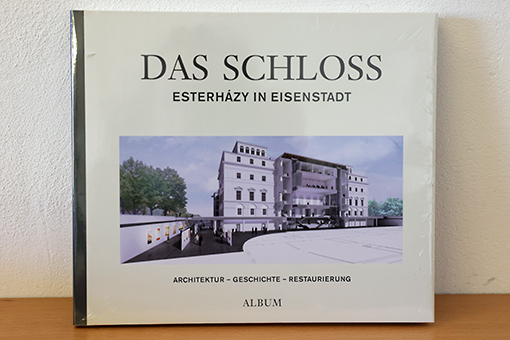 DAS SCHLOSS
ESTERHÁZY IN EISENSTADT
ARCHITEKTUR – GESCHICHTE – RESTAURIERUNG
ALBUM